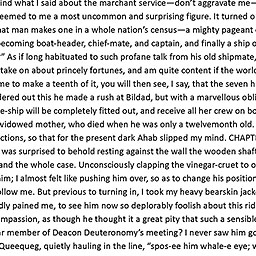 ind what I said about the marchant service—don't aggravate me—
eemed to me a most uncommon and surprising figure. It turned o
hat man makes one in a whole nation's census—a mighty pageant
ecoming boat-header, chief-mate, and captain, and finally a ship o
" As if long habituated to such profane talk from his old shipmate,
take on about princely fortunes, and am quite content if the world
me to make a teenth of it, you will then see, I say, that the seven h
dered out this he made a rush at Bildad, but with a marvellous obli
e-ship will be completely fitted out, and receive all her crew on bo
widowed mother, who died when he was only a twelvemonth old.
ctions, so that for the present dark Ahab slipped my mind. CHAPT
was surprised to behold resting against the wall the wooden shaf
and the whole case. Unconsciously clapping the vinegar-cruet to o
im; I almost felt like pushing him over, so as to change his position
ollow me. But previous to turning in, I took my heavy bearskin jack
dly pained me, to see him now so deplorably foolish about this rid
mpassion, as though he thought it a great pity that such a sensible
r member of Deacon Deuteronomy's meeting? I never saw him go
Queequeg, quietly hauling in the line, "spos-ee him whale-e eye; w